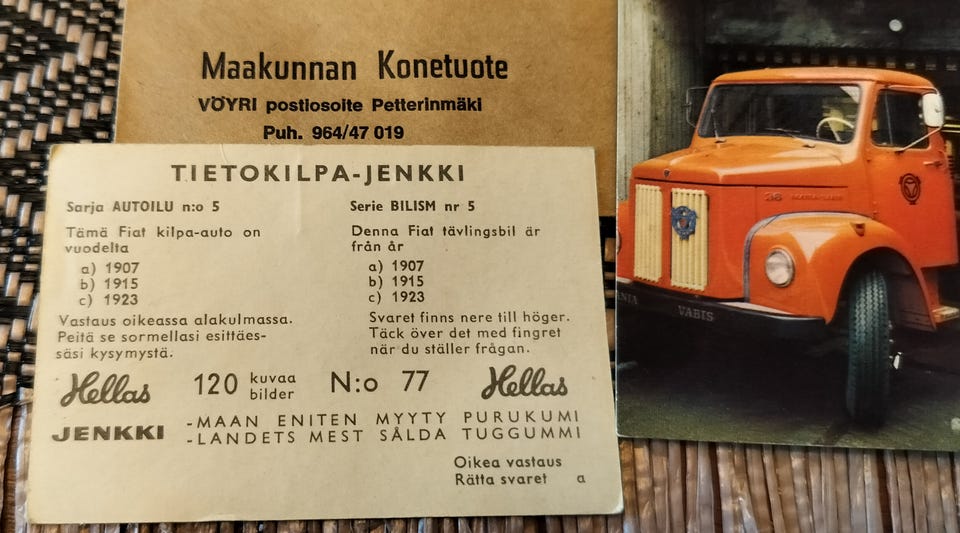 Maakunnan Konetuote
VÖYRI postiosoite Petterinmäki
Puh. 964/47 019
TIETOKILPA-JENKKI
Sarja AUTOILU n:o 5
Tämä Fiat kilpa-auto on
vuodelta
a) 1907
b) 1915
c) 1923
Vastaus oikeassa alakulmassa.
Peitä se sormellasi esittäes-
säsi kysymystä.
Serie BILISM nr 5
Denna Fiat tävlingsbil är
från år
a) 1907
b) 1915
c) 1923
Svaret finns nere till höger.
Täck över det med fingret
när du ställer frågan.
Hellas 120 kuvaa bilder N:o 77 Hellas
JENKKI -MAAN ENITEN MYYTY PURUKUMI
-LANDETS MEST SÅLDA TUGGUMMI
Oikea vastaus
Rätta svaret a
VABIS